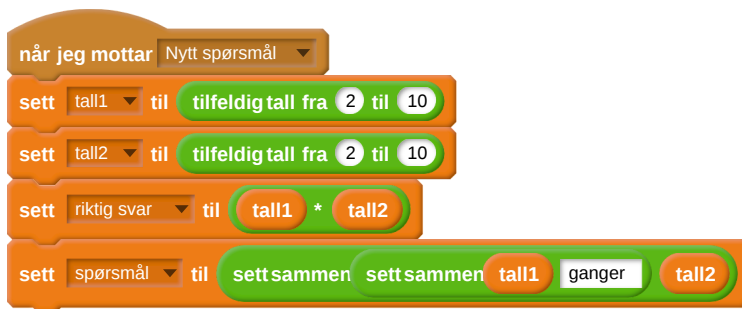 når jeg mottar Nytt spørsmål
sett tall1 til tilfeldig tall fra 2 til 10
sett tall2 til tilfeldig tall fra 2 til 10
sett riktig svar til tall1 * tall2
sett spørsmål til sett sammen sett sammen tall1 ganger tall2